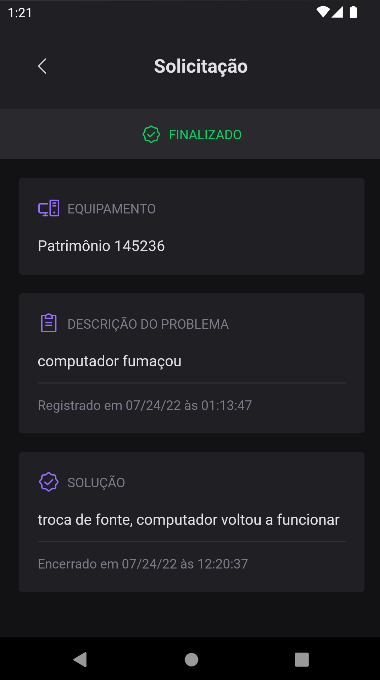 1:21
Solicitação
FINALIZADO
EQUIPAMENTO
Patrimônio 145236
DESCRIÇÃO DO PROBLEMA
computador fumaçou
Registrado em 07/24/22 às 01:13:47
SOLUÇÃO
troca de fonte, computador voltou a funcionar
Encerrado em 07/24/22 às 12:20:37